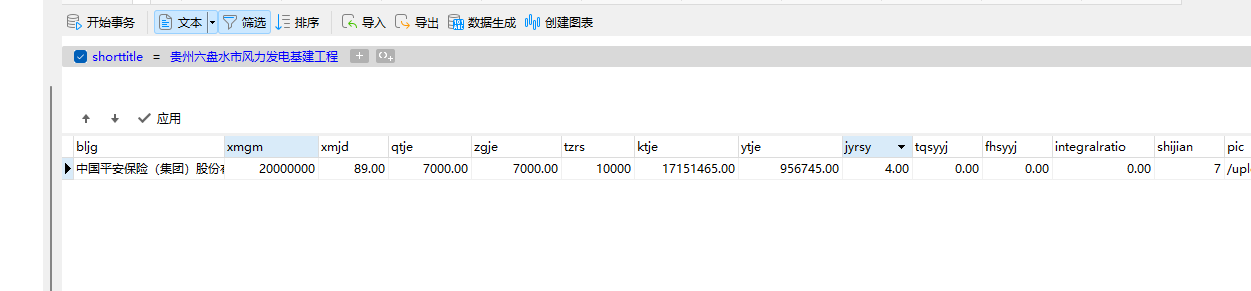 开始事务 文本 筛选 排序 导入 导出 数据生成 创建图表
shorttitle = 贵州六盘水市风力发电基建工程
应用
bljg xmgm xmjd qtje zgje tzrs ktje ytje jyrsy tqsyyj fhsyyj integralratio shijian pic
中国平安保险（集团）股份 20000000 89.00 7000.00 7000.00 10000 17151465.00 956745.00 4.00 0.00 0.00 0.00 7 /upl